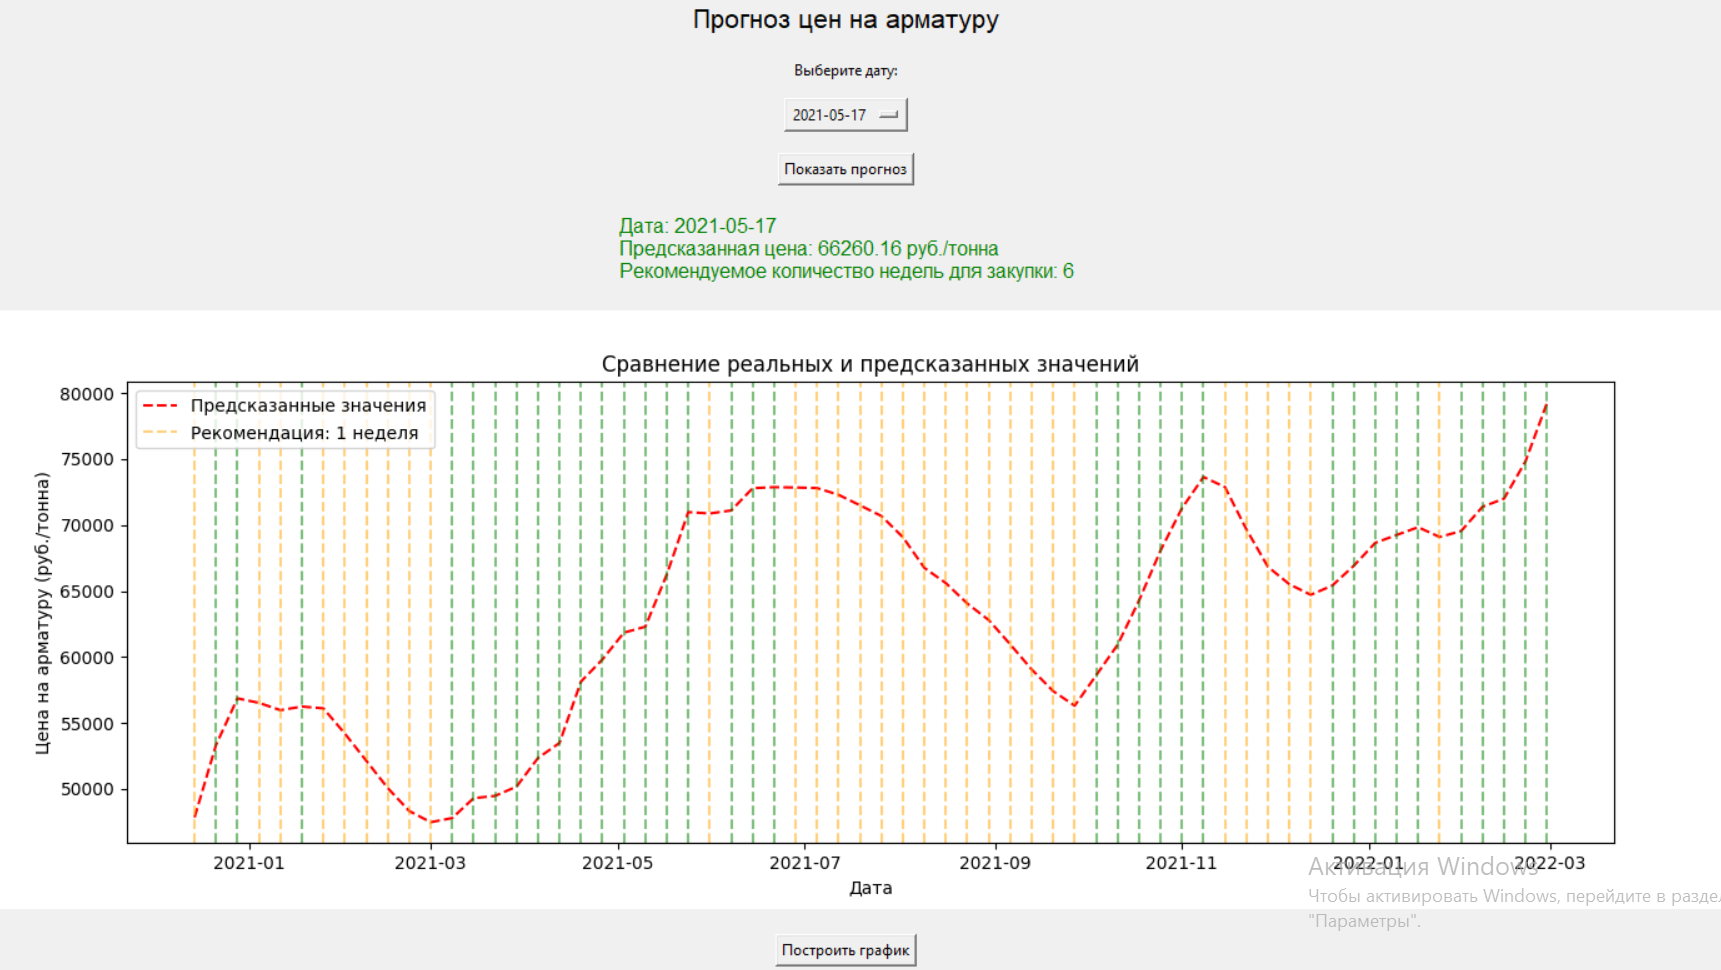 Прогноз цен на арматуру
Выберите дату:
2021-05-17
Показать прогноз
Дата: 2021-05-17
Предсказанная цена: 66260.16 руб./тонна
Рекомендуемое количество недель для закупки: 6
Сравнение реальных и предсказанных значений
Предсказанные значения
Рекомендация: 1 неделя
Цена на арматуру (руб./тонна)
80000
75000
70000
65000
60000
55000
50000
2021-01 2021-03 2021-05 2021-07 2021-09 2021-11 2022-01 2022-03
Дата
Активация Windows
Чтобы активировать Windows, перейдите в раздел
"Параметры".
Построить график